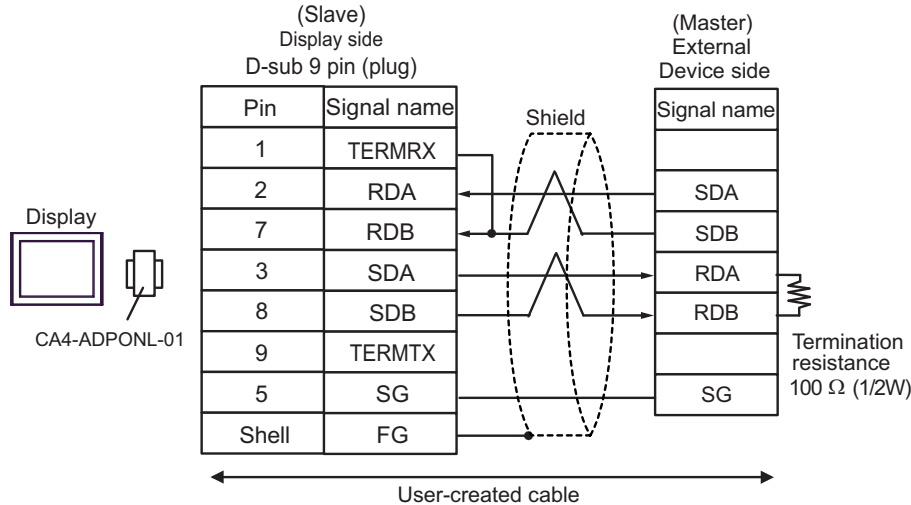 (Slave)
Display side
D-sub 9 pin (plug)
(Master)
External
Device side
Pin Signal name
Shield
Signal name
1 TERMRX
2 RDA SDA
7 RDB SDB
Display
3 SDA RDA
8 SDB RDB
CA4-ADPONL-01
9 TERMTX
Termination
resistance
100 Ω (1/2W)
5 SG SG
Shell FG
User-created cable